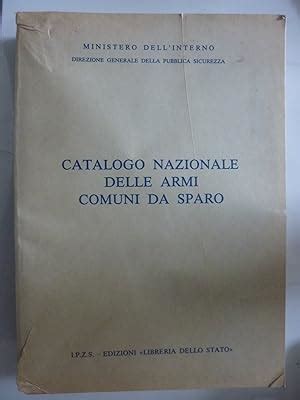 MINISTERO DELL'INTERNO
DIREZIONE GENERALE DELLA PUBBLICA SICUREZZA
CATALOGO NAZIONALE
DELLE ARMI
COMUNI DA SPARO
I.P.Z.S. - EDIZIONI «LIBRERIA DELLO STATO»